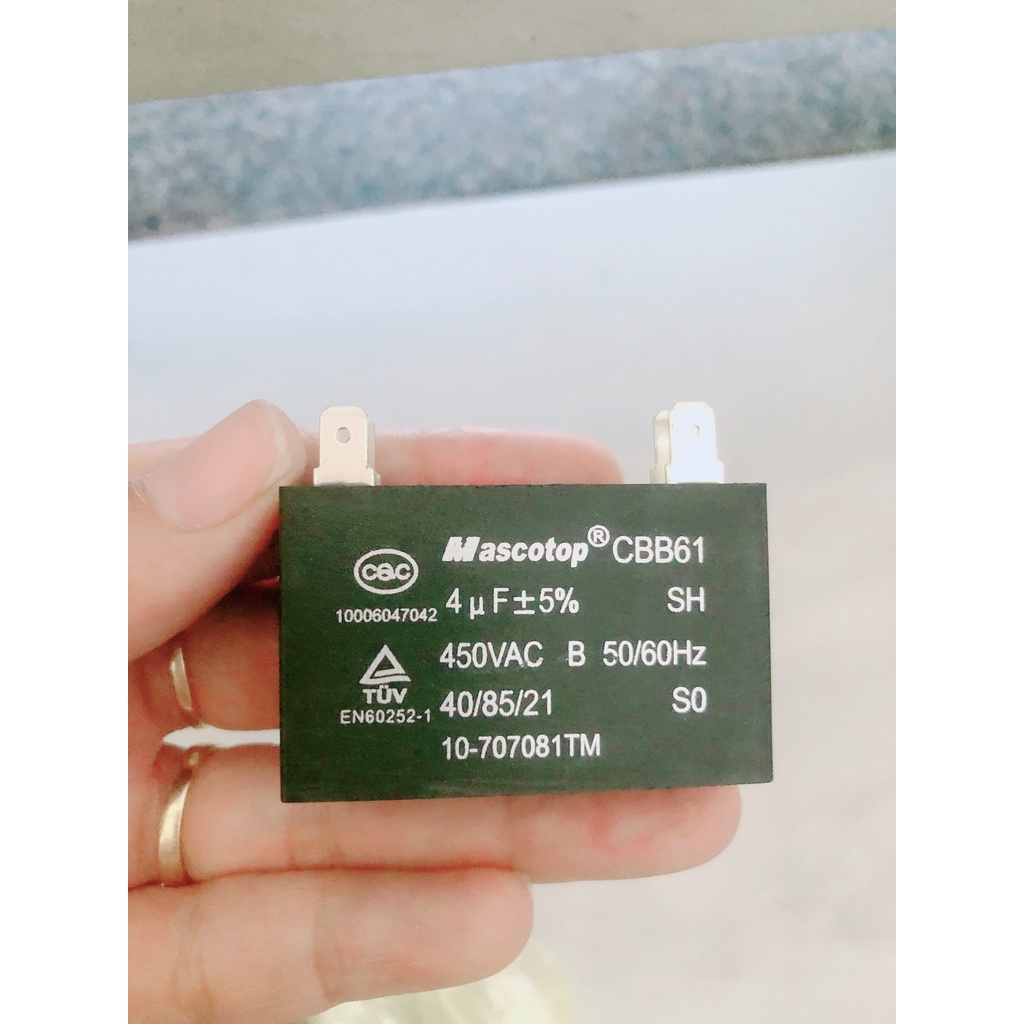 Mascotop® CBB61
CQC
10006047042
4μF±5% SH
450VAC B 50/60Hz
TÜV
EN60252-1
40/85/21 S0
10-707081TM